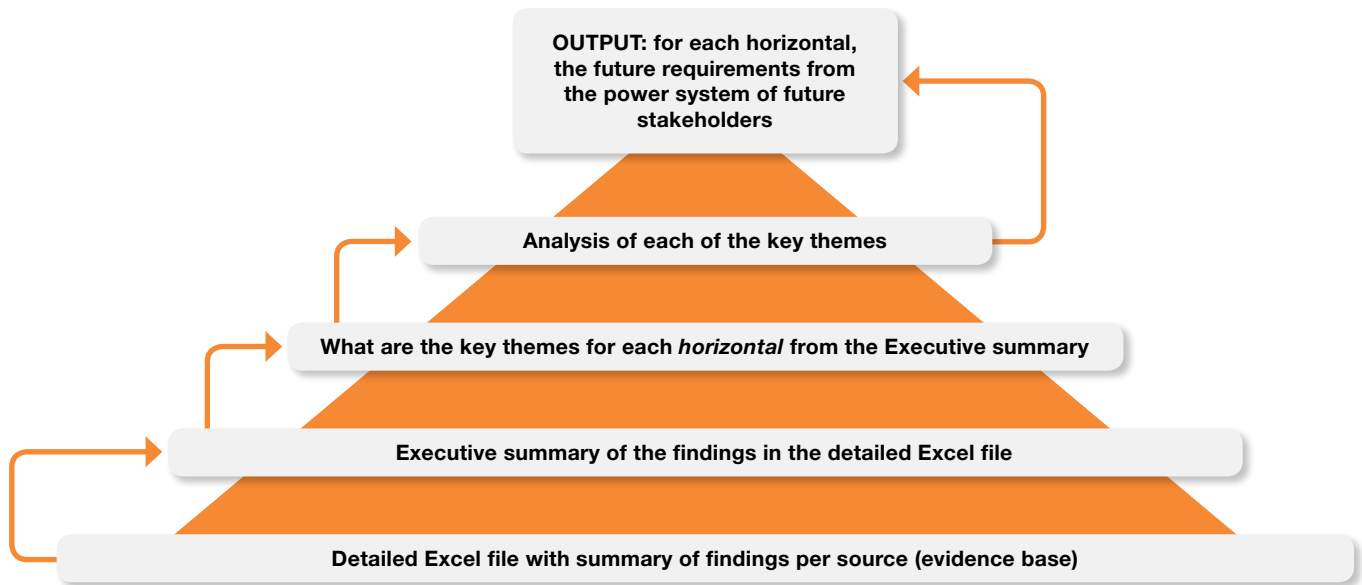 OUTPUT: for each horizontal,
the future requirements from
the power system of future
stakeholders
Analysis of each of the key themes
What are the key themes for each horizontal from the Executive summary
Executive summary of the findings in the detailed Excel file
Detailed Excel file with summary of findings per source (evidence base)